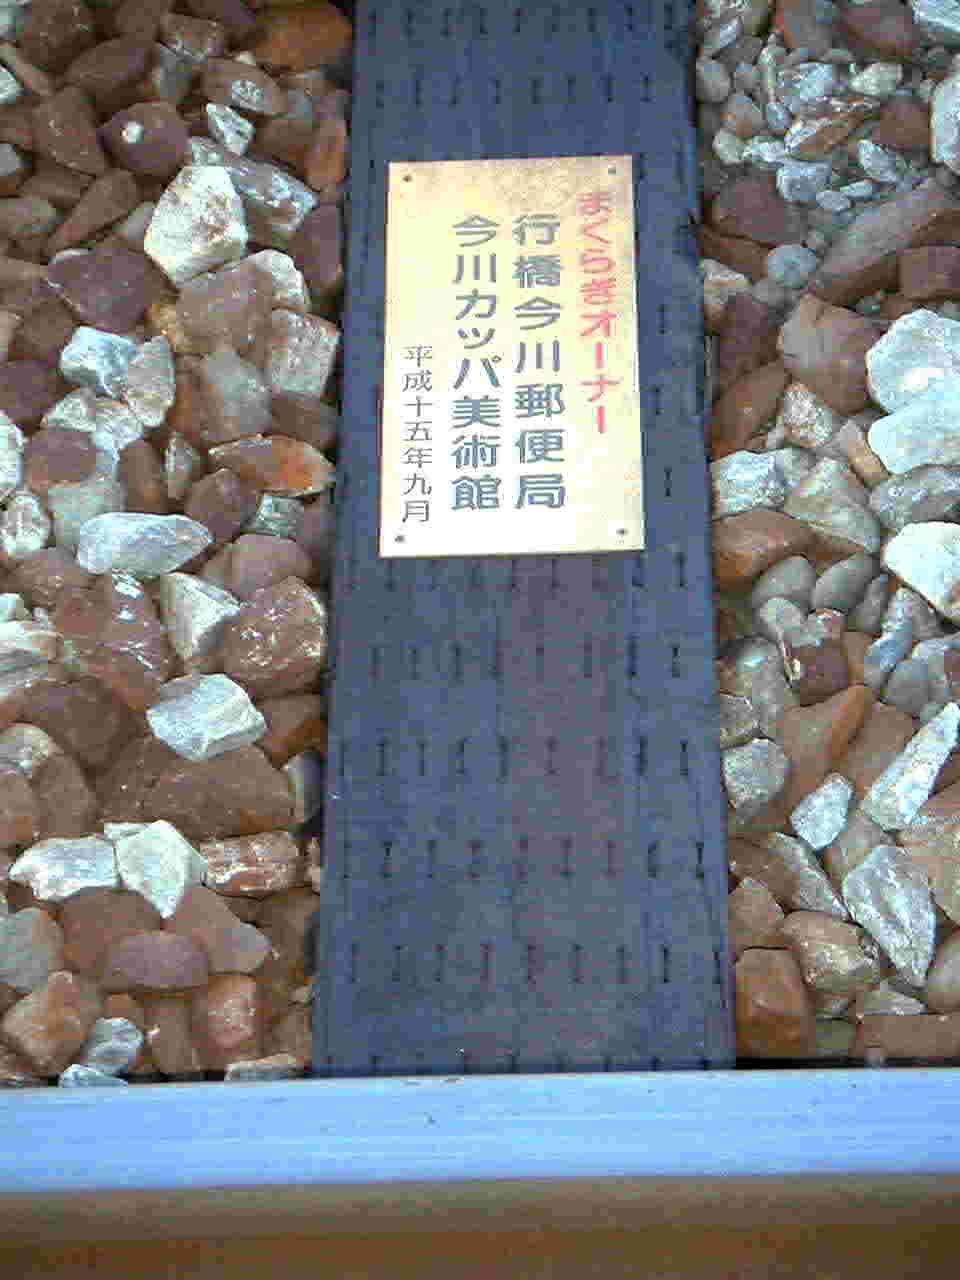 まくらぎオーナー
行橋今川郵便局
今川カッパ美術館
平成十五年九月